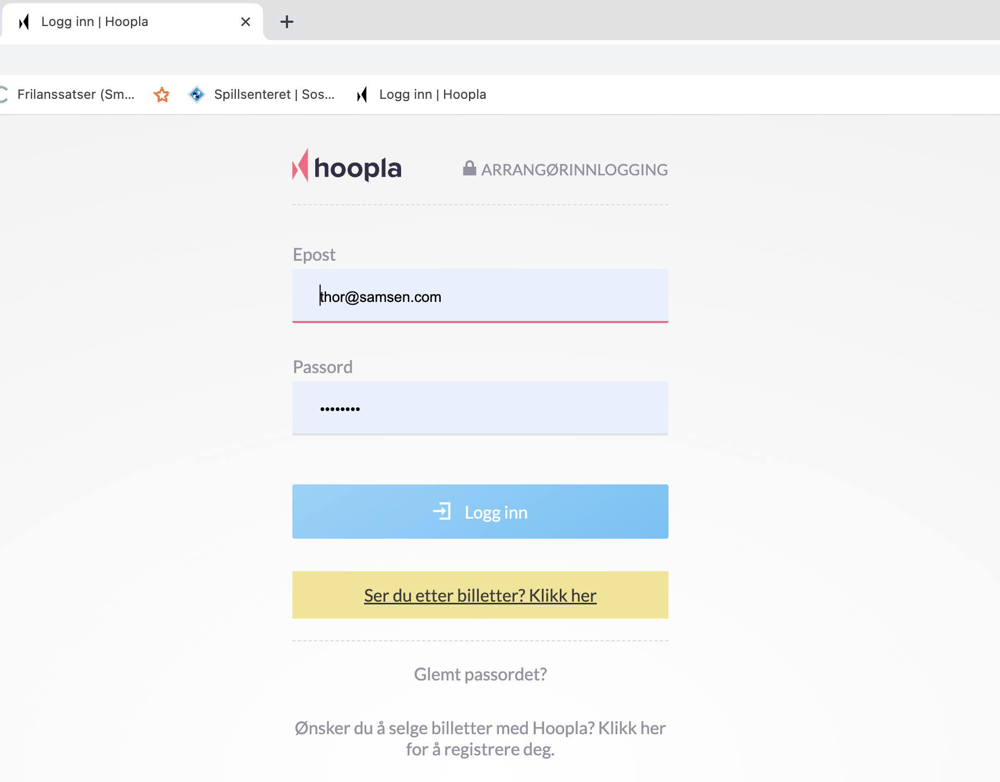 Logg inn | Hoopla
Frilanssatser (Sm... Spillsenteret | Sos... Logg inn | Hoopla
hoopla ARRANGØRINNLOGGING
Epost
thor@samsen.com
Passord
••••••••
Logg inn
Ser du etter billetter? Klikk her
Glemt passordet?
Ønsker du å selge billetter med Hoopla? Klikk her
for å registrere deg.